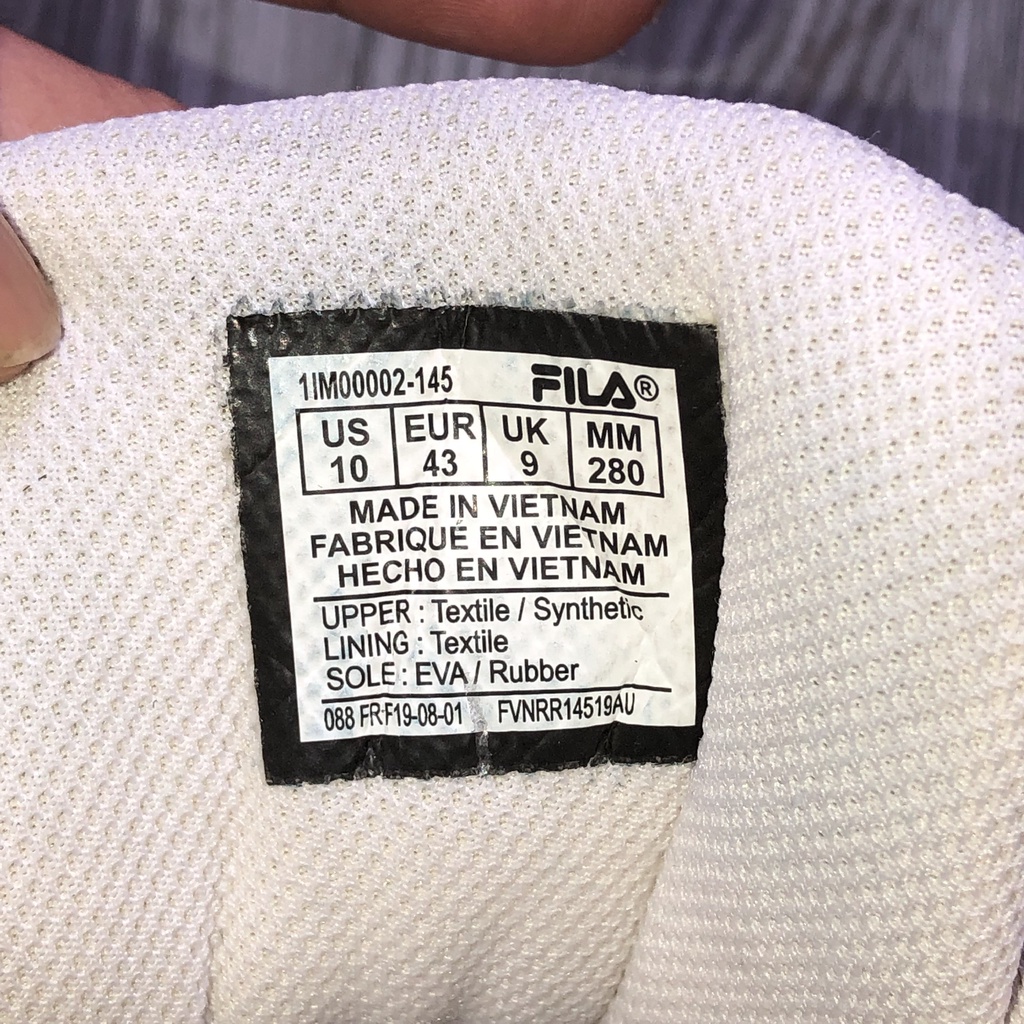 1IM00002-145 FILA®
US EUR UK MM
10 43 9 280
MADE IN VIETNAM
FABRIQUÉ EN VIETNAM
HECHO EN VIETNAM
UPPER : Textile / Synthetic
LINING : Textile
SOLE : EVA / Rubber
088 FR-F19-08-01 FVNRR14519AU